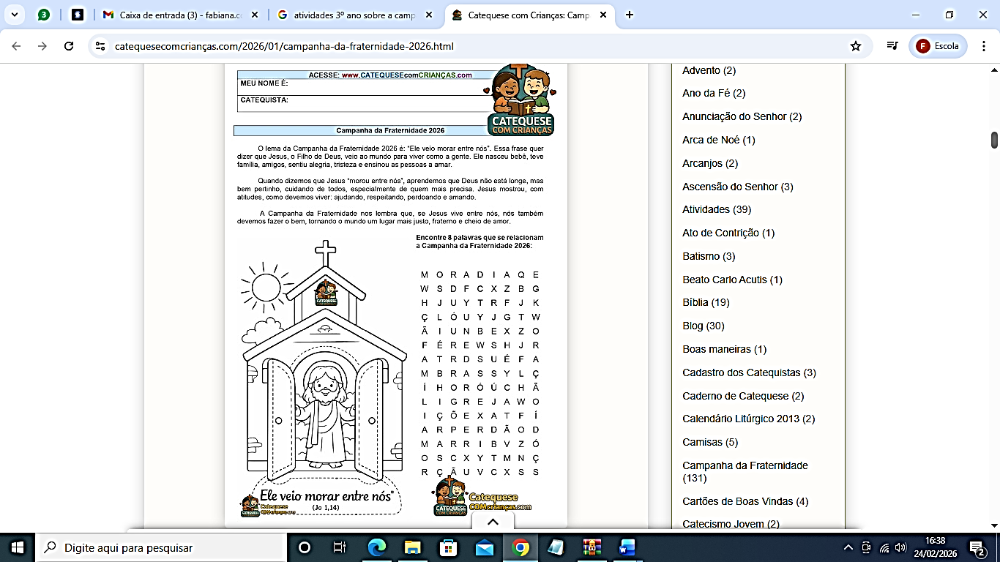 3
Caixa de entrada (3) - fabiana.c
atividades 3º ano sobre a camp
Catequese com Crianças: Camp
catequesecomcrianças.com/2026/01/campanha-da-fraternidade-2026.html
F Escola
ACESSE: www.CATEQUESEcomCRIANÇAS.com
MEU NOME É:
CATEQUISTA:
CATEQUESE
COM CRIANÇAS
Campanha da Fraternidade 2026
O lema da Campanha da Fraternidade 2026 é: “Ele veio morar entre nós”. Essa frase quer
dizer que Jesus, o Filho de Deus, veio ao mundo para viver como a gente. Ele nasceu bebê, teve
família, amigos, sentiu alegria, tristeza e ensinou as pessoas a amar.
Quando dizemos que Jesus “morou entre nós”, aprendemos que Deus não está longe, mas
bem pertinho, cuidando de todos, especialmente de quem mais precisa. Jesus mostrou, com
atitudes, como devemos viver: ajudando, respeitando, perdoando e amando.
A Campanha da Fraternidade nos lembra que, se Jesus vive entre nós, nós também
devemos fazer o bem, tornando o mundo um lugar mais justo, fraterno e cheio de amor.
Encontre 8 palavras que se relacionam
a Campanha da Fraternidade 2026:
M O R A D I A Q E
W S D F C X Z B G
H J U Y T R F J K
Ç L Ó U Y J G T W
Ã I U N B E X Z O
F É R E W S H J R
A T R D S U É F A
M B R A S S Y L Ç
Í H O R Ó Ú C H Ã
L I G R E J A W O
I Ç Õ E X A T F Í
A R P E R D Ã O D
M A R R I B V Z Ó
O S C X Y T M N Ç
R Ç Ã U V C X S S
CATEQUESE
Ele veio morar entre nós"
(Jo 1,14)
Catequese
COMcrianças.com
CATEQUESE
COM CRIANÇAS
Catequese
COMcrianças.com
Advento (2)
Ano da Fé (2)
Anunciação do Senhor (2)
Arca de Noé (1)
Arcanjos (2)
Ascensão do Senhor (3)
Atividades (39)
Ato de Contrição (1)
Batismo (3)
Beato Carlo Acutis (1)
Bíblia (19)
Blog (30)
Boas maneiras (1)
Cadastro dos Catequistas (3)
Caderno de Catequese (2)
Calendário Litúrgico 2013 (2)
Camisas (5)
Campanha da Fraternidade
(131)
Cartões de Boas Vindas (4)
Catecismo Jovem (2)
Digite aqui para pesquisar
16:38
24/02/2026
2